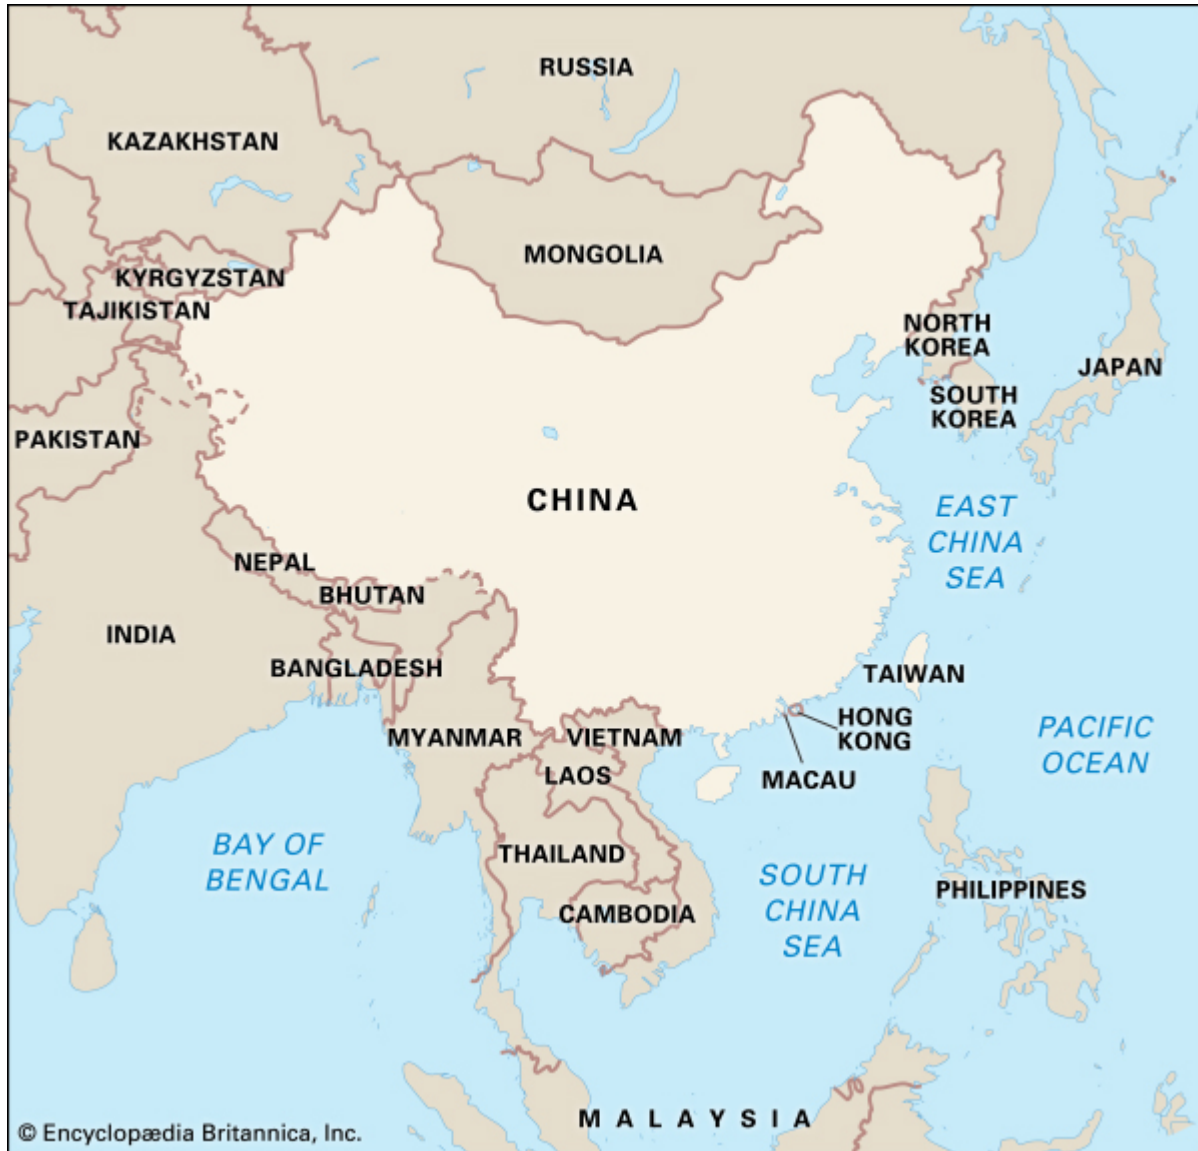 RUSSIA
KAZAKHSTAN
MONGOLIA
KYRGYZSTAN
TAJIKISTAN
NORTH
KOREA
JAPAN
SOUTH
KOREA
PAKISTAN
CHINA
EAST
CHINA
SEA
NEPAL
BHUTAN
INDIA
BANGLADESH
TAIWAN
HONG
KONG
PACIFIC
OCEAN
MYANMAR
VIETNAM
LAOS
MACAU
BAY OF
BENGAL
THAILAND
SOUTH
CHINA
SEA
PHILIPPINES
CAMBODIA
MALAYSIA
© Encyclopædia Britannica, Inc.